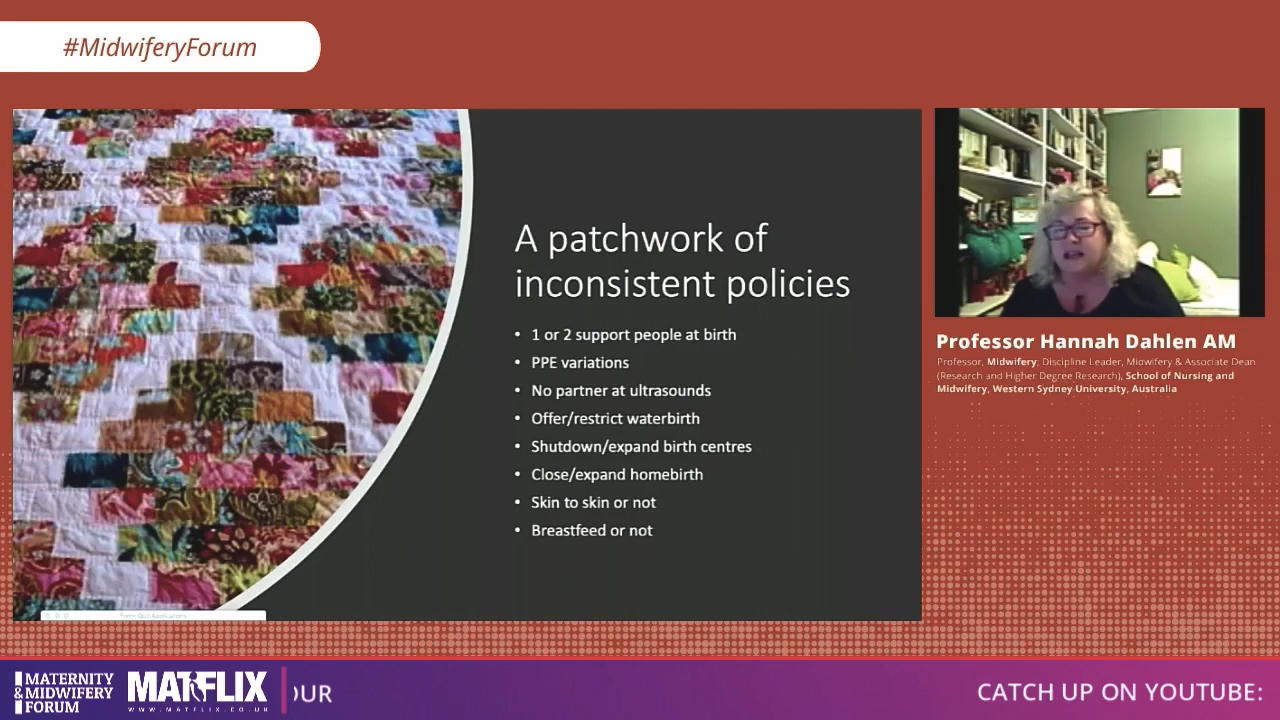 #MidwiferyForum
A patchwork of
inconsistent policies
• 1 or 2 support people at birth
• PPE variations
• No partner at ultrasounds
• Offer/restrict waterbirth
• Shutdown/expand birth centres
• Close/expand homebirth
• Skin to skin or not
• Breastfeed or not
Professor Hannah Dahlen AM
Professor, Midwifery; Discipline Leader, Midwifery & Associate Dean
(Research and Higher Degree Research), School of Nursing and
Midwifery, Western Sydney University, Australia
Force Quit Applications
MATERNITY
&MIDWIFERY
FORUM
MATFLIX
WWW.MATFLIX.CO.UK
OUR
CATCH UP ON YOUTUBE: